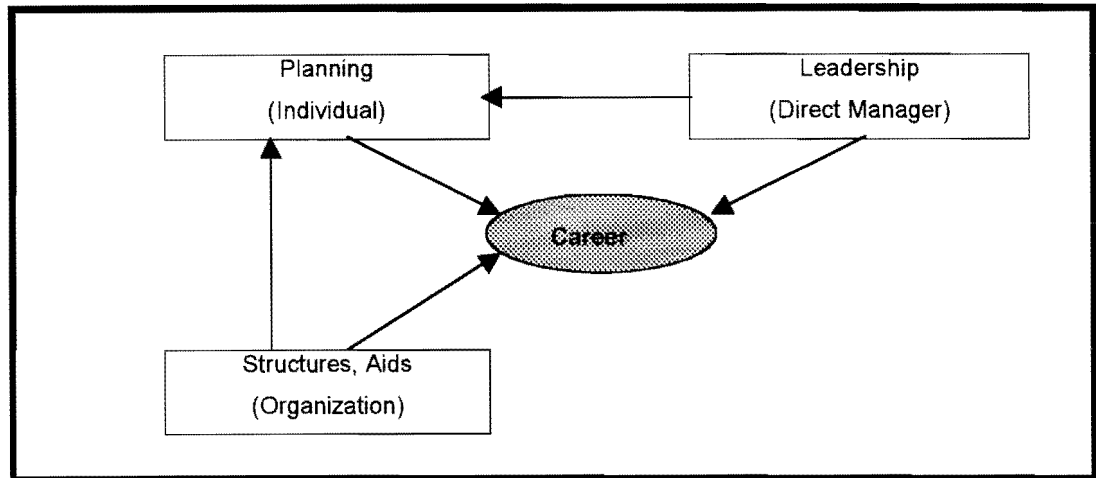 Planning
(Individual)
Leadership
(Direct Manager)
Career
Structures, Aids
(Organization)